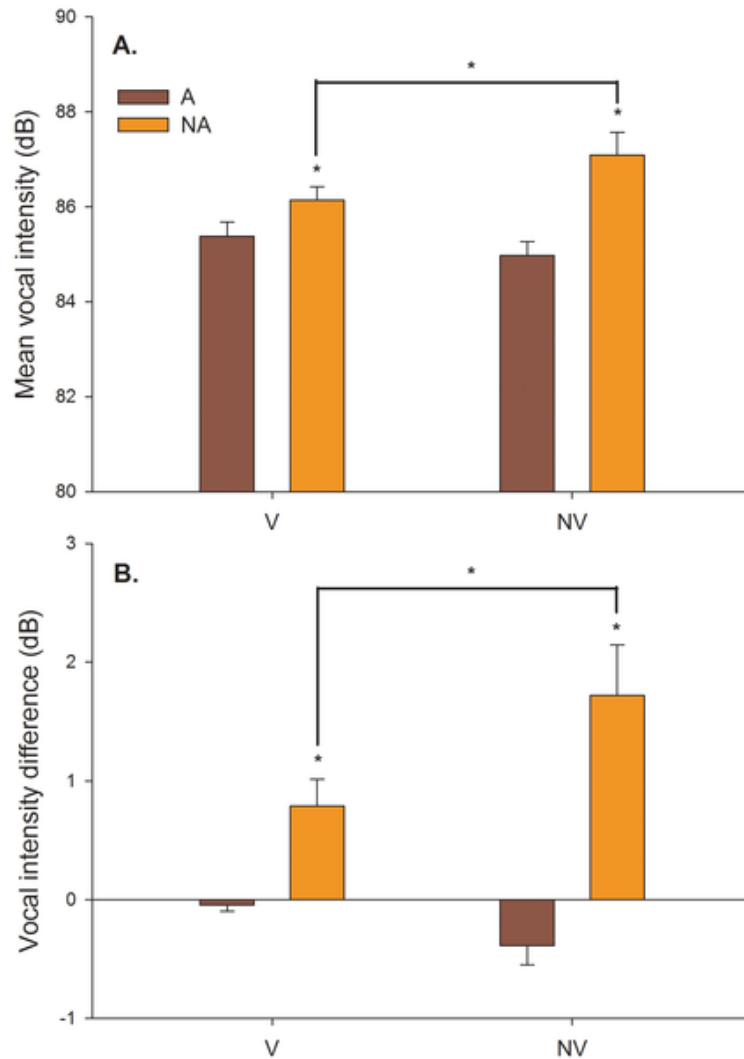 A.
A
NA
Mean vocal intensity (dB)
90
88
86
84
82
80
*
*
*
V
NV
B.
Vocal intensity difference (dB)
3
2
1
0
-1
*
*
*
V
NV